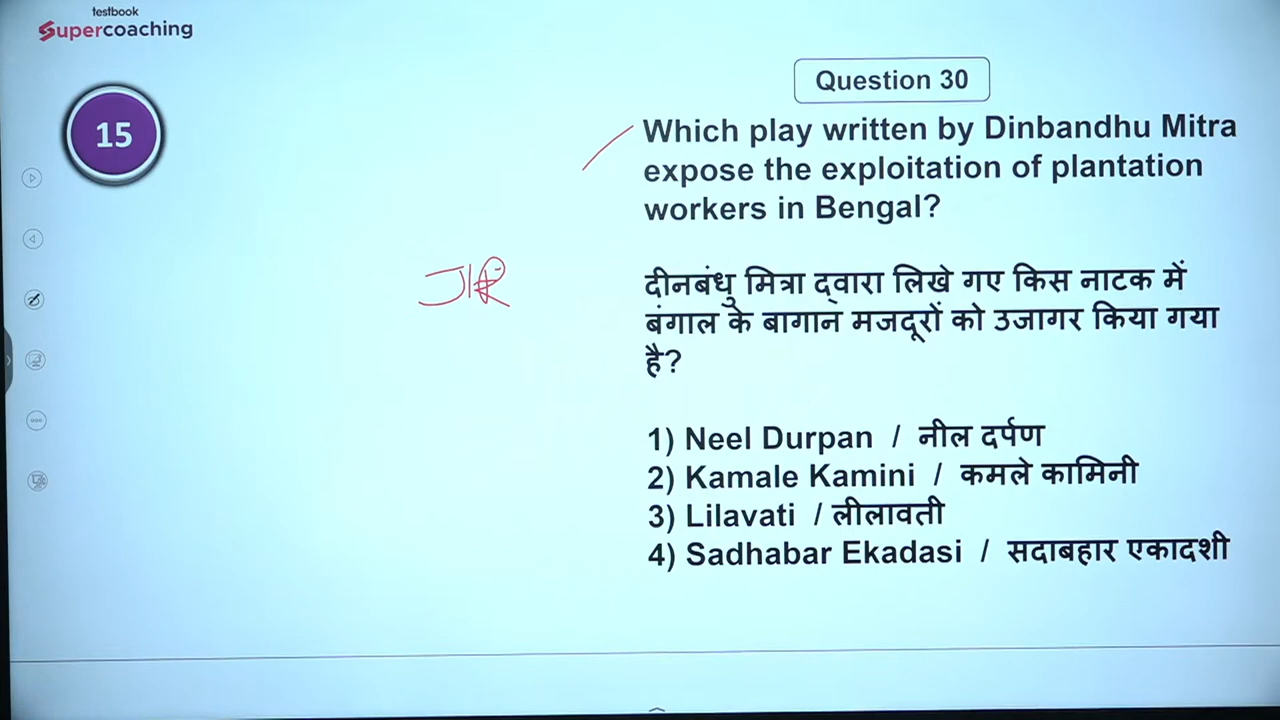 testbook
Supercoaching
15
Question 30
Which play written by Dinbandhu Mitra
expose the exploitation of plantation
workers in Bengal?
दीनबंधु मित्रा द्वारा लिखे गए किस नाटक में
बंगाल के बागान मजदूरों को उजागर किया गया
है?
1) Neel Durpan / नील दर्पण
2) Kamale Kamini / कमले कामिनी
3) Lilavati / लीलावती
4) Sadhabar Ekadasi / सदाबहार एकादशी